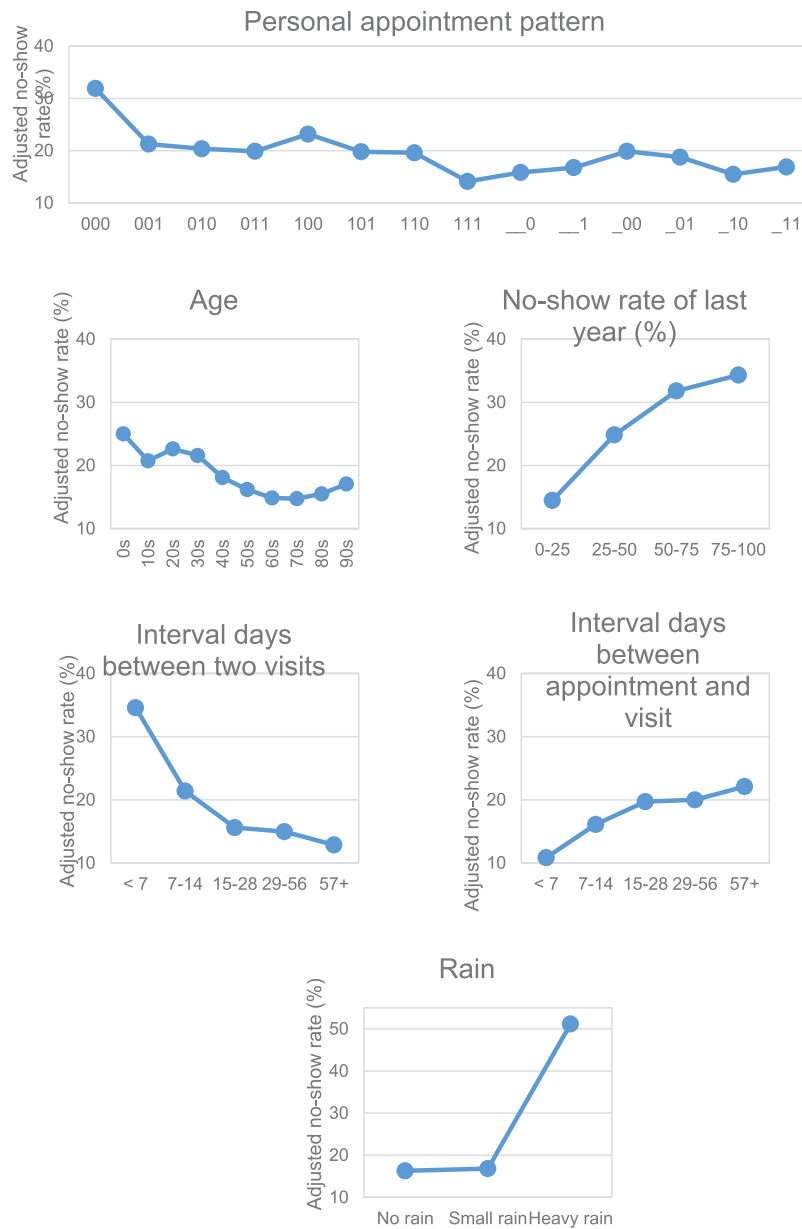 Personal appointment pattern
Adjusted no-show
rate (%)
40
30
20
10
000 001 010 011 100 101 110 111 __0 __1 _00 _01 _10 _11
Age
Adjusted no-show rate (%)
40
30
20
10
0s 10s 20s 30s 40s 50s 60s 70s 80s 90s
No-show rate of last
year (%)
Adjusted no-show rate (%)
40
30
20
10
0-25 25-50 50-75 75-100
Interval days
between two visits
Adjusted no-show rate (%)
40
30
20
10
< 7 7-14 15-28 29-56 57+
Interval days
between
appointment and
visit
Adjusted no-show rate (%)
40
30
20
10
< 7 7-14 15-28 29-56 57+
Rain
Adjusted no-show rate (%)
50
40
30
20
10
No rain Small rain Heavy rain